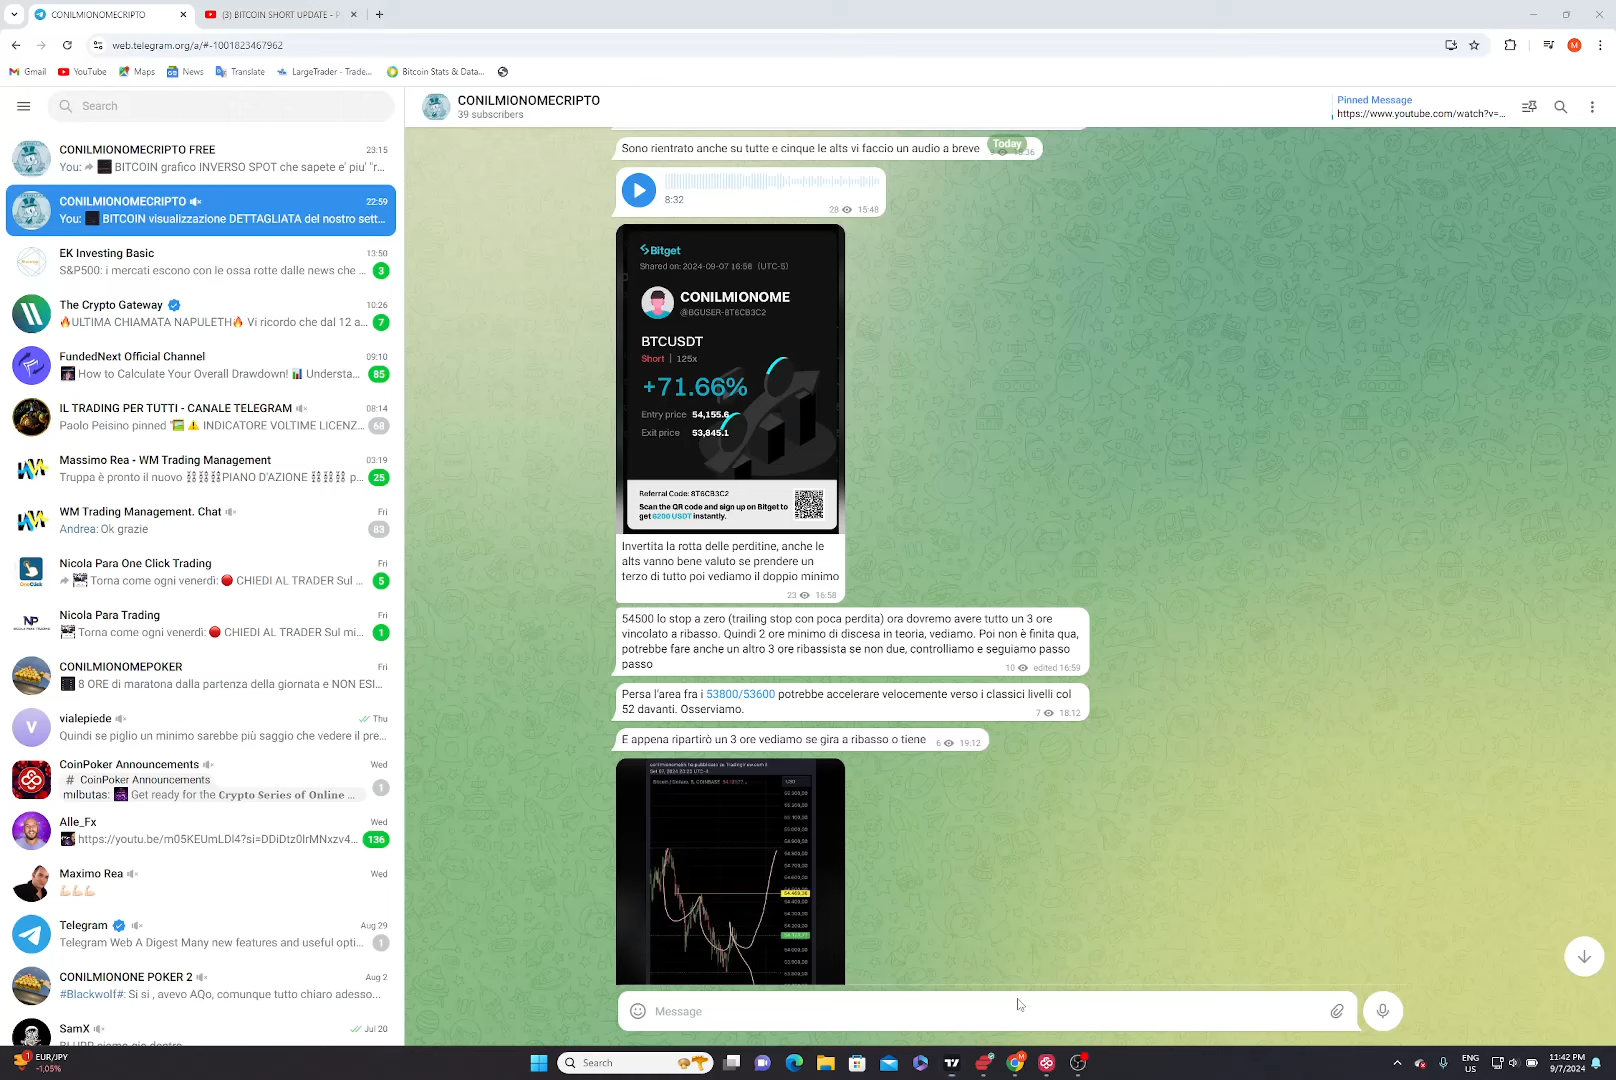 CONILMIONOMECRIPTO
(3) BITCOIN SHORT UPDATE - P
web.telegram.org/a/#-1001823467962
M
Gmail
YouTube
Maps
News
Translate
LargeTrader - Trade...
Bitcoin Stats & Data...
Search
CONILMIONOMECRIPTO
39 subscribers
Pinned Message
https://www.youtube.com/watch?v=...
CONILMIONOMECRIPTO FREE
23:15
You: BITCOIN grafico INVERSO SPOT che sapete e' piu' "r...
CONILMIONOMECRIPTO
22:59
You: BITCOIN visualizzazione DETTAGLIATA del nostro sett...
EK Investing Basic
13:50
S&P500: i mercati escono con le ossa rotte dalle news che ...
3
The Crypto Gateway
10:26
🔥ULTIMA CHIAMATA NAPULETH🔥 Vi ricordo che dal 12 a...
7
FundedNext Official Channel
09:10
How to Calculate Your Overall Drawdown! 📊 Understa...
85
IL TRADING PER TUTTI - CANALE TELEGRAM
08:14
Paolo Peisino pinned "⚠️ INDICATORE VOLTIME LICENZ...
68
Massimo Rea - WM Trading Management
03:19
Truppa è pronto il nuovo ⛓⛓⛓PIANO D'AZIONE ⛓⛓⛓ p...
25
WM Trading Management. Chat
Fri
Andrea: Ok grazie
83
Nicola Para One Click Trading
Fri
Torna come ogni venerdì: 🔴 CHIEDI AL TRADER Sul ...
5
NP
Nicola Para Trading
Fri
Torna come ogni venerdì: 🔴 CHIEDI AL TRADER Sul mi...
1
CONILMIONOMEPOKER
Fri
8 ORE di maratona dalla partenza della giornata e NON ESI...
V
vialepiede
Thu
Quindi se piglio un minimo sarebbe più saggio che vedere il pre...
CoinPoker Announcements
Wed
# CoinPoker Announcements
mılbutas: Get ready for the Crypto Series of Online ...
1
Alle_Fx
Wed
https://youtu.be/m05KEUmLDl4?si=DDiDtz0lrMNxzv4...
136
Maximo Rea
Wed
💪🏻💪🏻💪🏻
Telegram
Aug 29
Telegram Web A Digest Many new features and useful opti...
1
CONILMIONONE POKER 2
Aug 2
#Blackwolf#: Si si , avevo AQo, comunque tutto chiaro adesso...
SamX
Jul 20
Today
Sono rientrato anche su tutte e cinque le alts vi faccio un audio a breve
8:32
28 15:48
Bitget
Shared on: 2024-09-07 16:58 (UTC-5)
CONILMIONOME
@BGUSER-8T6CB3C2
BTCUSDT
Short | 125x
+71.66%
Entry price 54,155.6
Exit price 53,845.1
Referral Code: 8T6CB3C2
Scan the QR code and sign up on Bitget to
get 6200 USDT instantly.
Invertita la rotta delle perditine, anche le
alts vanno bene valuto se prendere un
terzo di tutto poi vediamo il doppio minimo
23 16:58
54500 lo stop a zero (trailing stop con poca perdita) ora dovremo avere tutto un 3 ore
vincolato a ribasso. Quindi 2 ore minimo di discesa in teoria, vediamo. Poi non è finita qua,
potrebbe fare anche un altro 3 ore ribassista se non due, controlliamo e seguiamo passo
passo
10 edited 16:59
Persa l'area fra i 53800/53600 potrebbe accelerare velocemente verso i classici livelli col
52 davanti. Osserviamo.
7 18:12
E appena ripartirò un 3 ore vediamo se gira a ribasso o tiene
6 19:12
Message
EUR/JPY
-1,05%
Search
ENG
US
11:42 PM
9/7/2024